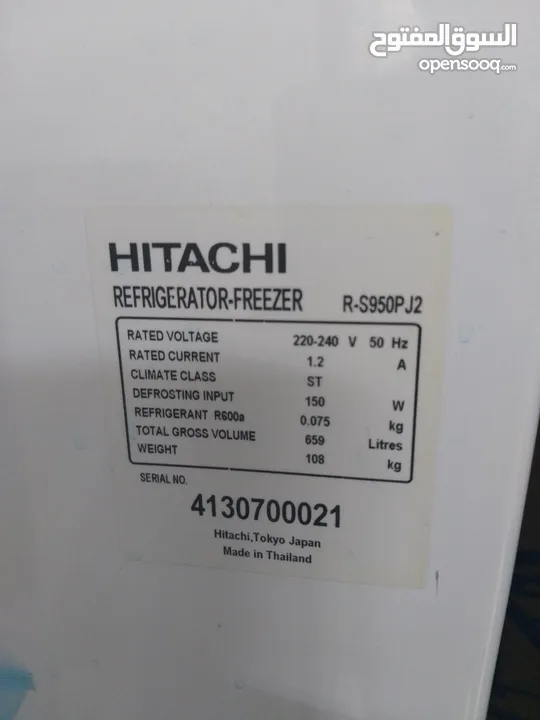 السوق المفتوح
opensooq.com
HITACHI
REFRIGERATOR-FREEZER R-S950PJ2
RATED VOLTAGE 220-240 V 50 Hz
RATED CURRENT 1.2 A
CLIMATE CLASS ST
DEFROSTING INPUT 150 W
REFRIGERANT R600a 0.075 kg
TOTAL GROSS VOLUME 659 Litres
WEIGHT 108 kg
SERIAL NO.
4130700021
Hitachi,Tokyo Japan
Made in Thailand